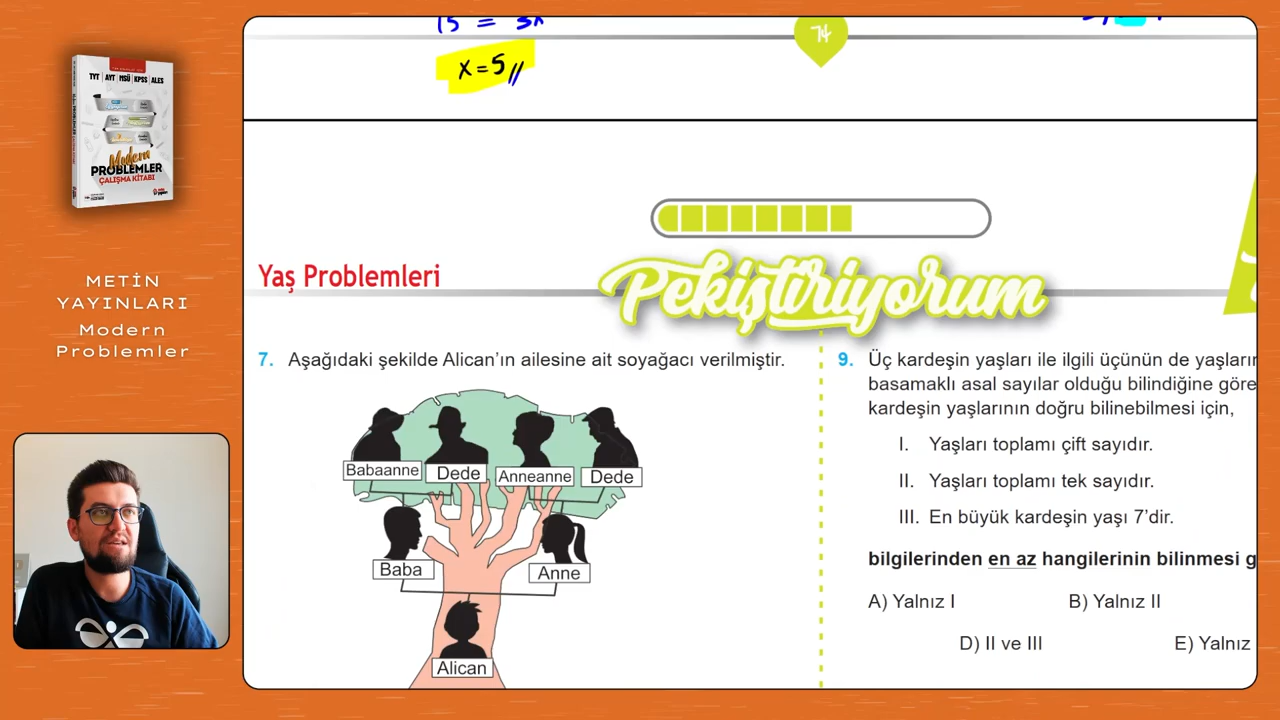 TYT AYT MSÜ KPSS ALES
Modern
PROBLEMLER
ÇALIŞMA KİTABI
METİN
YAYINLARI
Modern
Problemler
15 = 3x
x=5//
74
Yaş Problemleri
Pekiştiriyorum
7. Aşağıdaki şekilde Alican'ın ailesine ait soyağacı verilmiştir.
Babaanne
Dede
Anneanne
Dede
Baba
Anne
Alican
9. Üç kardeşin yaşları ile ilgili üçünün de yaşların
basamaklı asal sayılar olduğu bilindiğine göre
kardeşin yaşlarının doğru bilinebilmesi için,
I. Yaşları toplamı çift sayıdır.
II. Yaşları toplamı tek sayıdır.
III. En büyük kardeşin yaşı 7'dir.
bilgilerinden en az hangilerinin bilinmesi g
A) Yalnız I
B) Yalnız II
D) II ve III
E) Yalnız